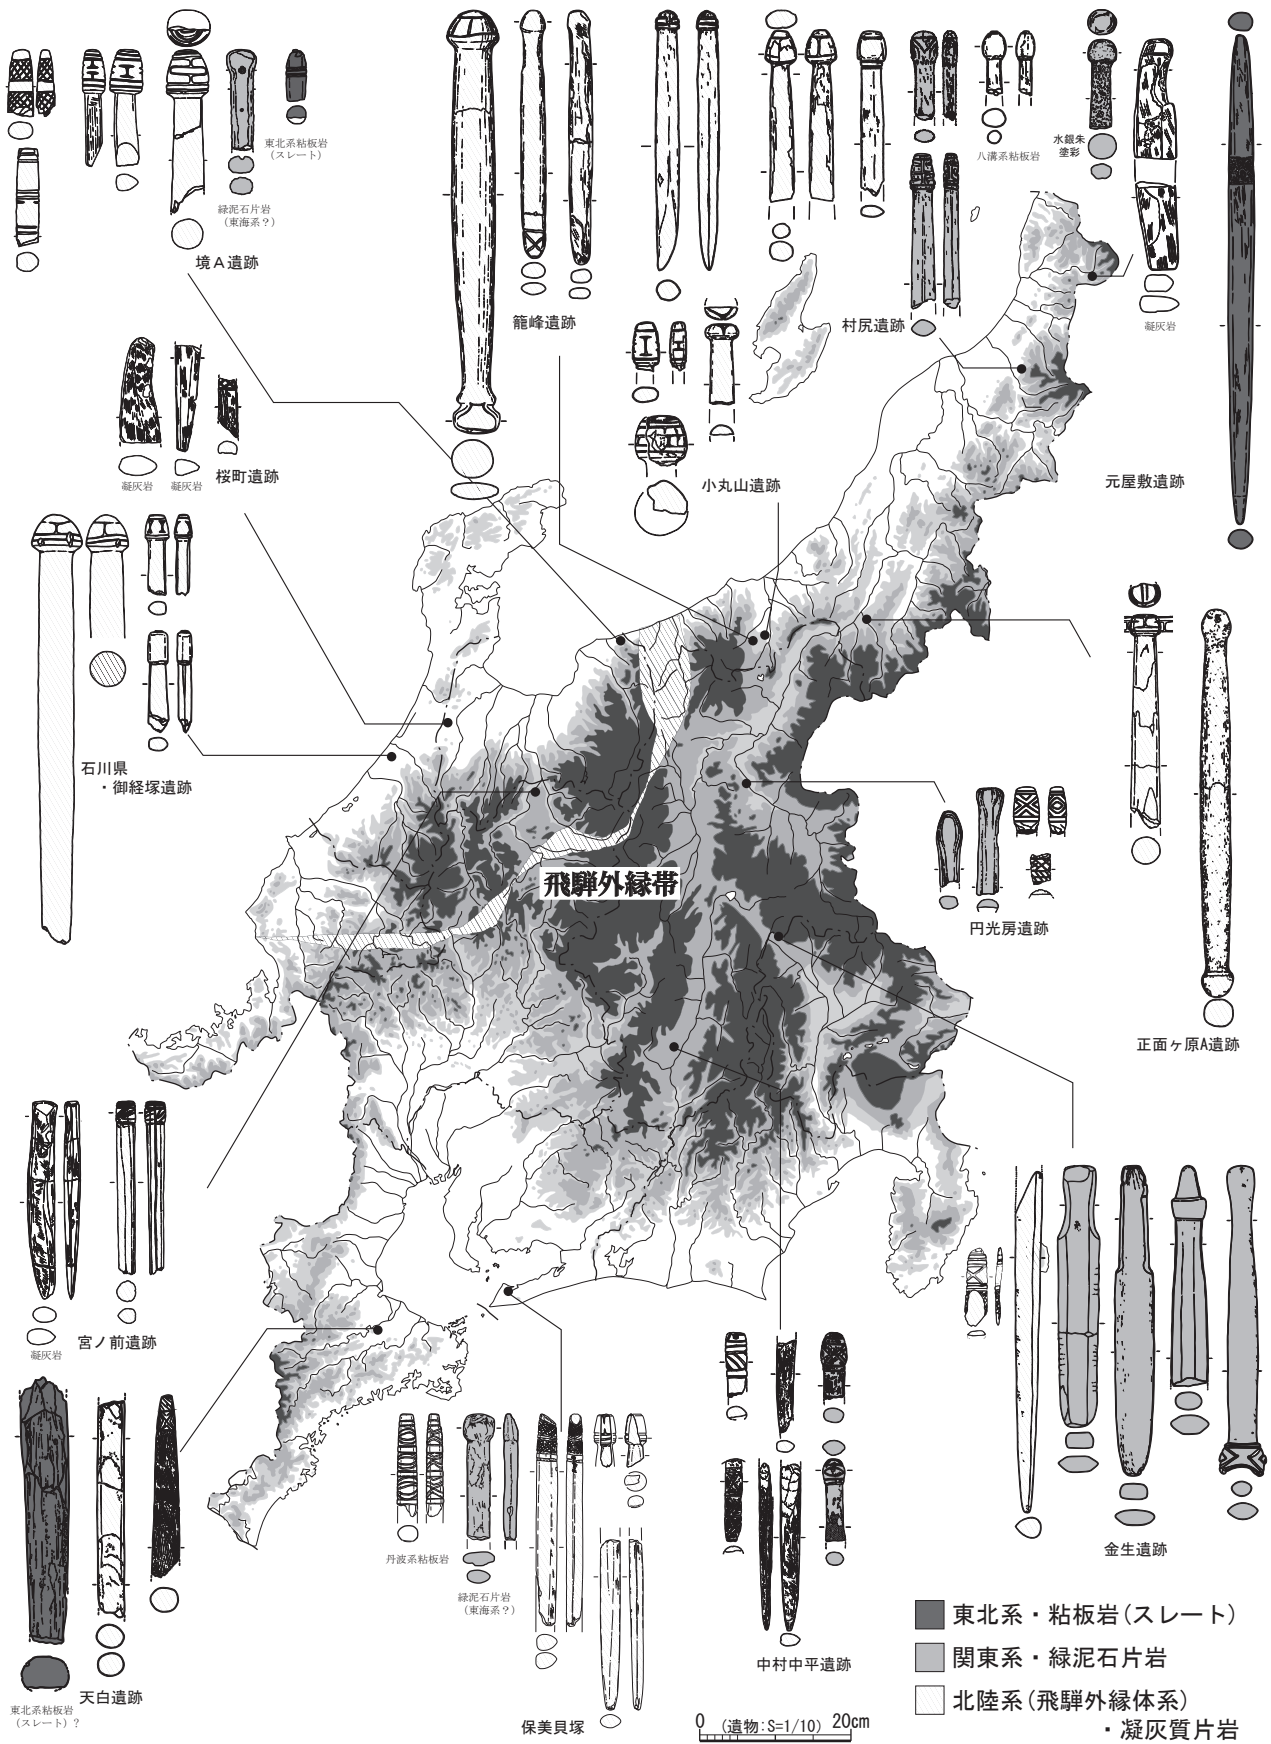 東北系粘板岩
(スレート)
緑泥石片岩
(東海系?)
境A遺跡
籠峰遺跡
八溝系粘板岩
水銀朱
塗彩
村尻遺跡
凝灰岩
元屋敷遺跡
小丸山遺跡
凝灰岩
凝灰岩
桜町遺跡
石川県
・御経塚遺跡
飛騨外縁帯
円光房遺跡
正面ヶ原A遺跡
凝灰岩
宮ノ前遺跡
東北系粘板岩
(スレート)?
天白遺跡
丹波系粘板岩
緑泥石片岩
(東海系?)
保美貝塚
中村中平遺跡
金生遺跡
東北系・粘板岩(スレート)
関東系・緑泥石片岩
北陸系(飛騨外縁体系)
・凝灰質片岩
0 (遺物:S=1/10) 20cm